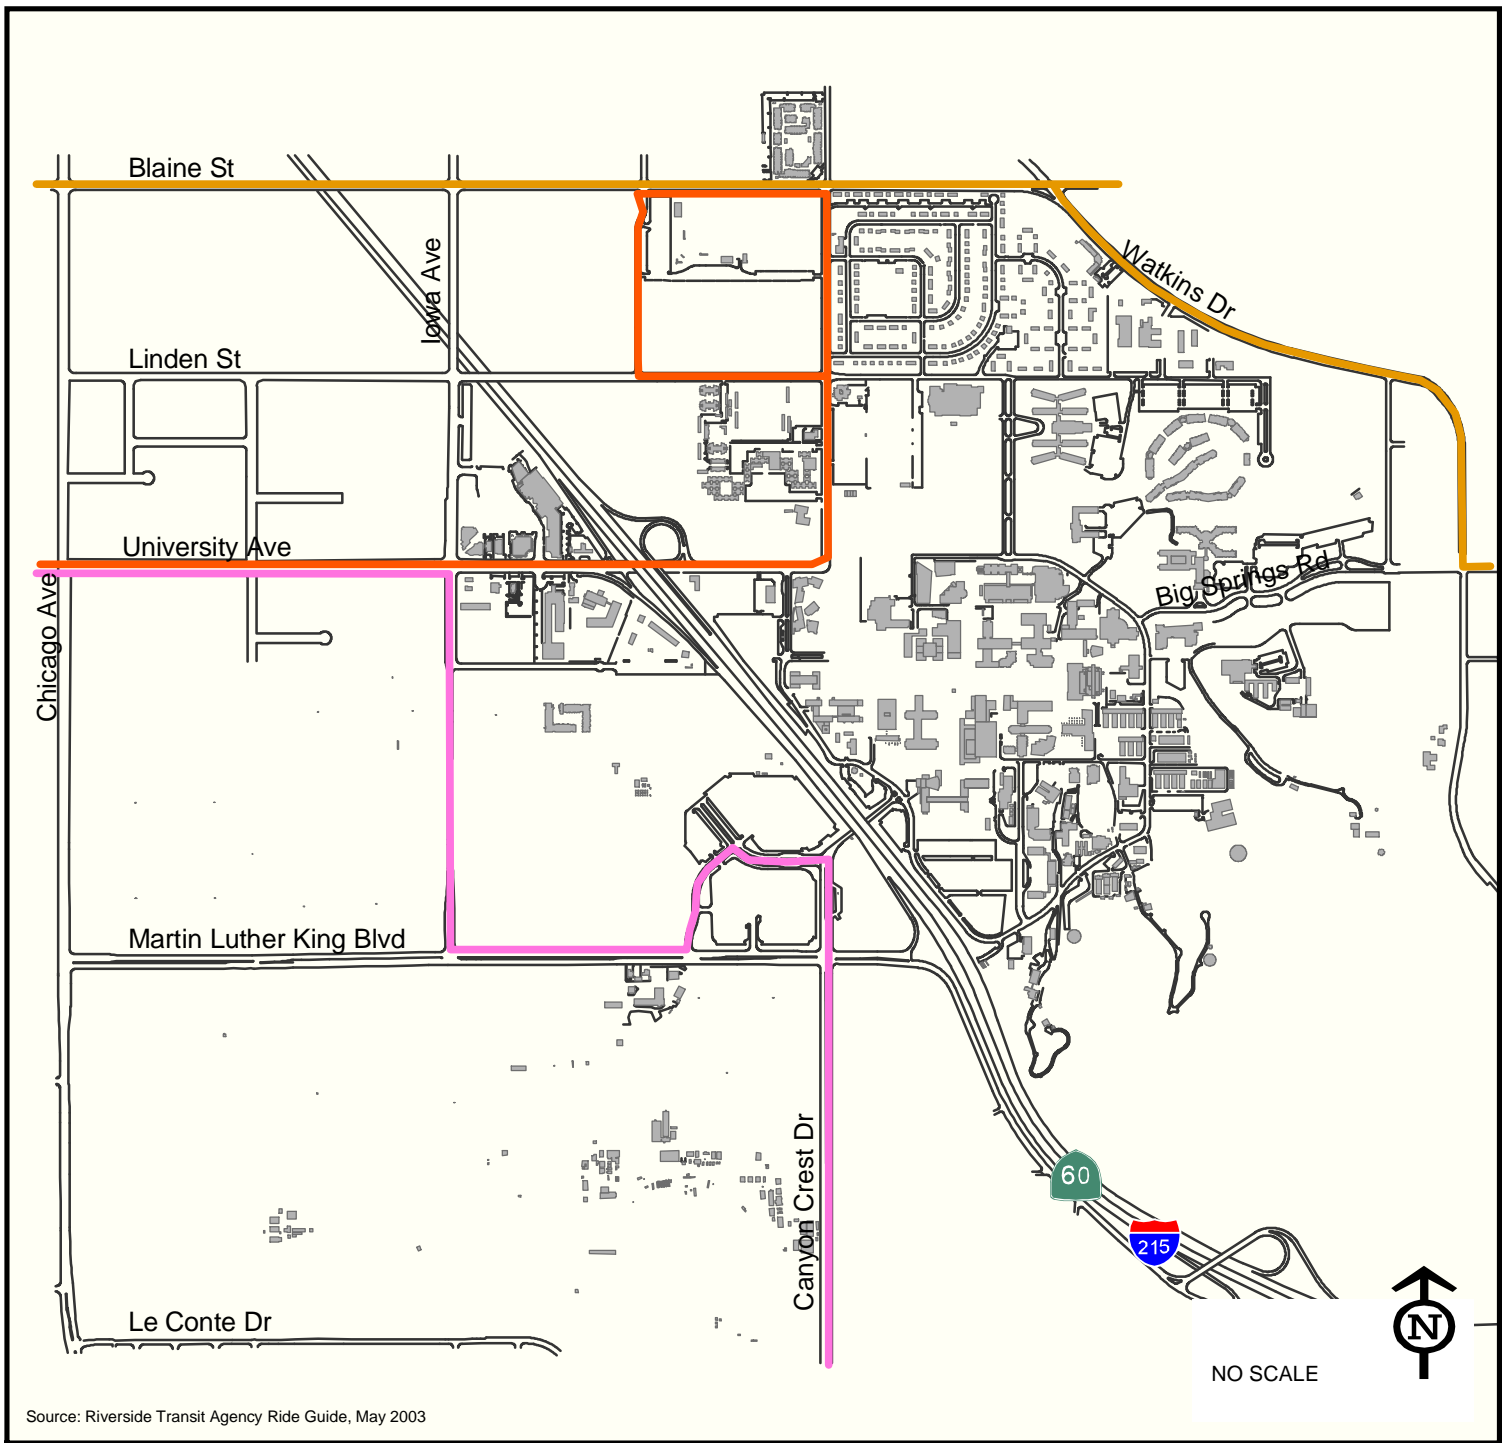 Blaine St
Iowa Ave
Watkins Dr
Linden St
University Ave
Big Springs Rd
Chicago Ave
Martin Luther King Blvd
Canyon Crest Dr
60
215
Le Conte Dr
N
NO SCALE
Source: Riverside Transit Agency Ride Guide, May 2003